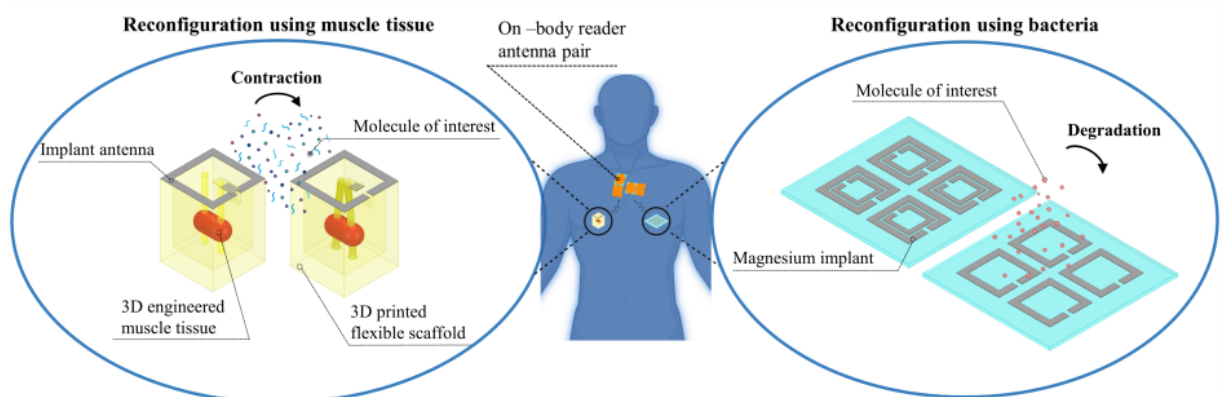 Reconfiguration using muscle tissue
Contraction
Molecule of interest
Implant antenna
3D engineered
muscle tissue
3D printed
flexible scaffold
On –body reader
antenna pair
Reconfiguration using bacteria
Molecule of interest
Degradation
Magnesium implant